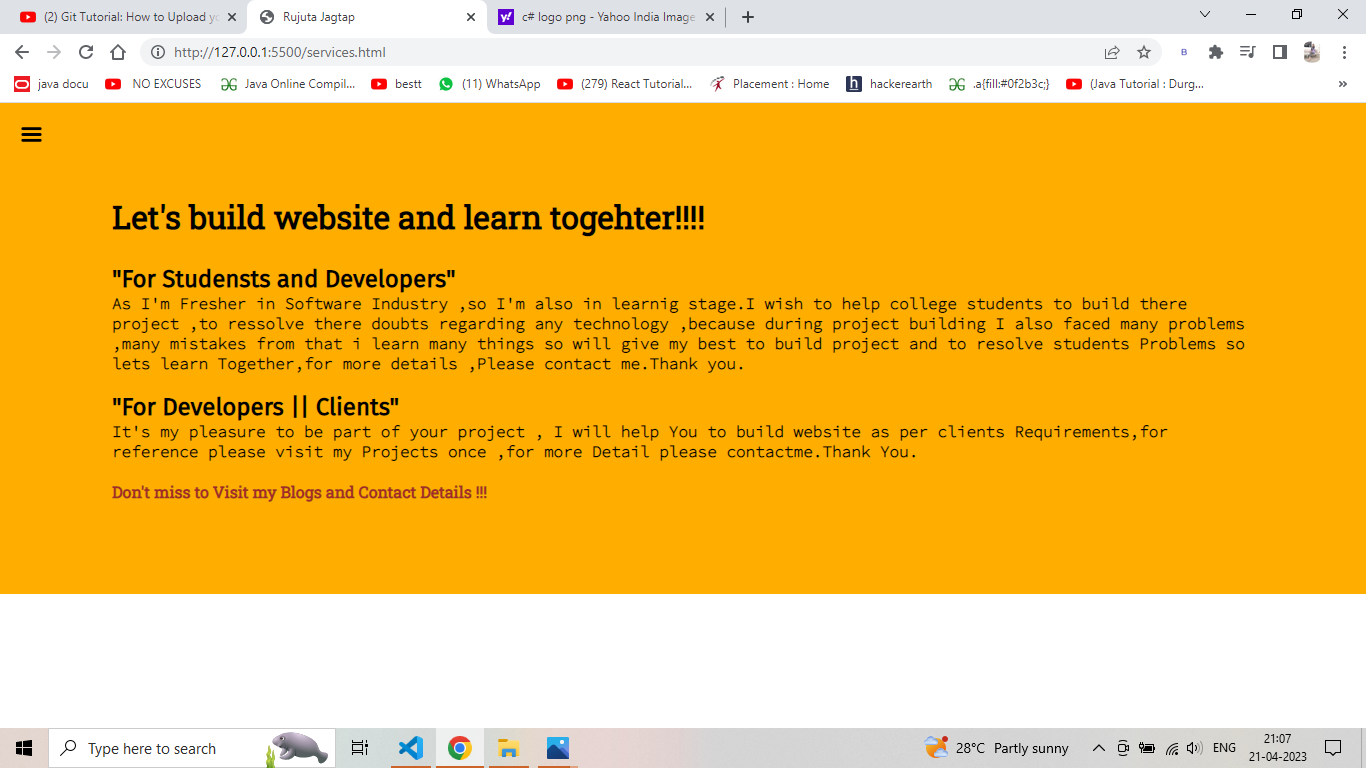 (2) Git Tutorial: How to Upload yo
Rujuta Jagtap
c# logo png - Yahoo India Image
http://127.0.0.1:5500/services.html
java docu
NO EXCUSES
Java Online Compil...
bestt
(11) WhatsApp
(279) React Tutorial...
Placement : Home
hackerearth
.a{fill:#0f2b3c;}
(Java Tutorial : Durg...
»
Let's build website and learn togehter!!!!
"For Studensts and Developers"
As I'm Fresher in Software Industry ,so I'm also in learnig stage.I wish to help college students to build there
project ,to ressolve there doubts regarding any technology ,because during project building I also faced many problems
,many mistakes from that i learn many things so will give my best to build project and to resolve students Problems so
lets learn Together,for more details ,Please contact me.Thank you.
"For Developers || Clients"
It's my pleasure to be part of your project , I will help You to build website as per clients Requirements,for
reference please visit my Projects once ,for more Detail please contactme.Thank You.
Don't miss to Visit my Blogs and Contact Details !!!
Type here to search
28°C Partly sunny
ENG
21:07
21-04-2023